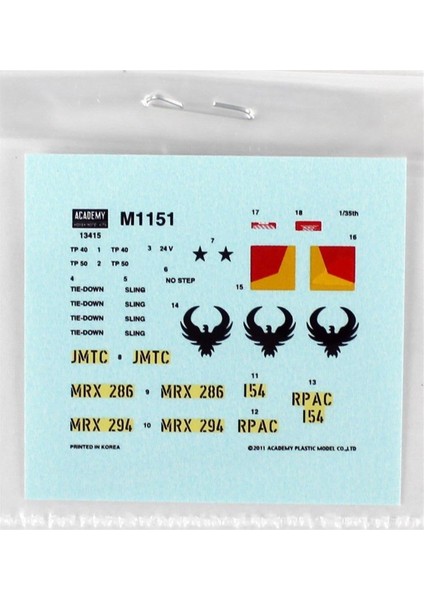 ACADEMY
M1151
13415
17 18 1/35th
16
7
TP 40 1 TP 40 3 24 V
TP 50 2 TP 50
6
4 5 NO STEP
15
TIE-DOWN SLING
TIE-DOWN SLING
14
TIE-DOWN SLING
TIE-DOWN SLING
JMTC 8 JMTC
11 13
MRX 286 9 MRX 286 154 RPAC
12 154
MRX 294 10 MRX 294 RPAC
PRINTED IN KOREA ©2011 ACADEMY PLASTIC MODEL CO.,LTD